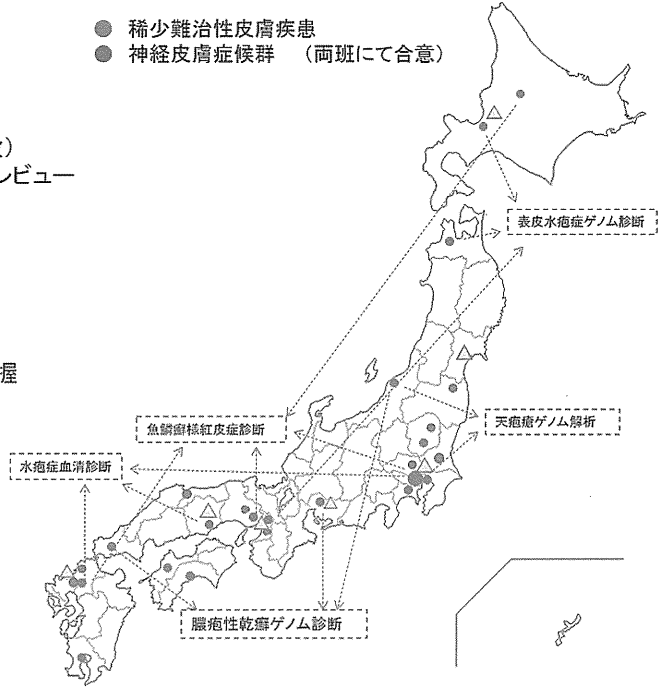 稀少難治性皮膚疾患
神経皮膚症候群 (両班にて合意)
)
レビュー
握
表皮水疱症ゲノム診断
魚鱗癬様紅皮症診断
天疱瘡ゲノム解析
水疱症血清診断
膿疱性乾癬ゲノム診断